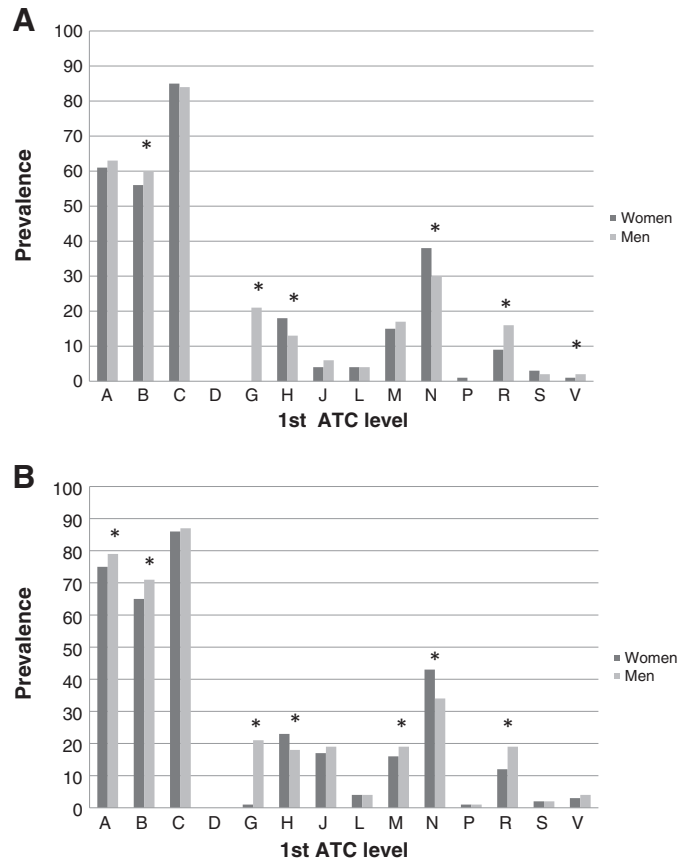 A
100
90
80
70
60
50
40
30
20
10
0
Prevalence
* * * * * *
A B C D G H J L M N P R S V
1st ATC level
Women
Men
B
100
90
80
70
60
50
40
30
20
10
0
Prevalence
* * * * * * *
A B C D G H J L M N P R S V
1st ATC level
Women
Men